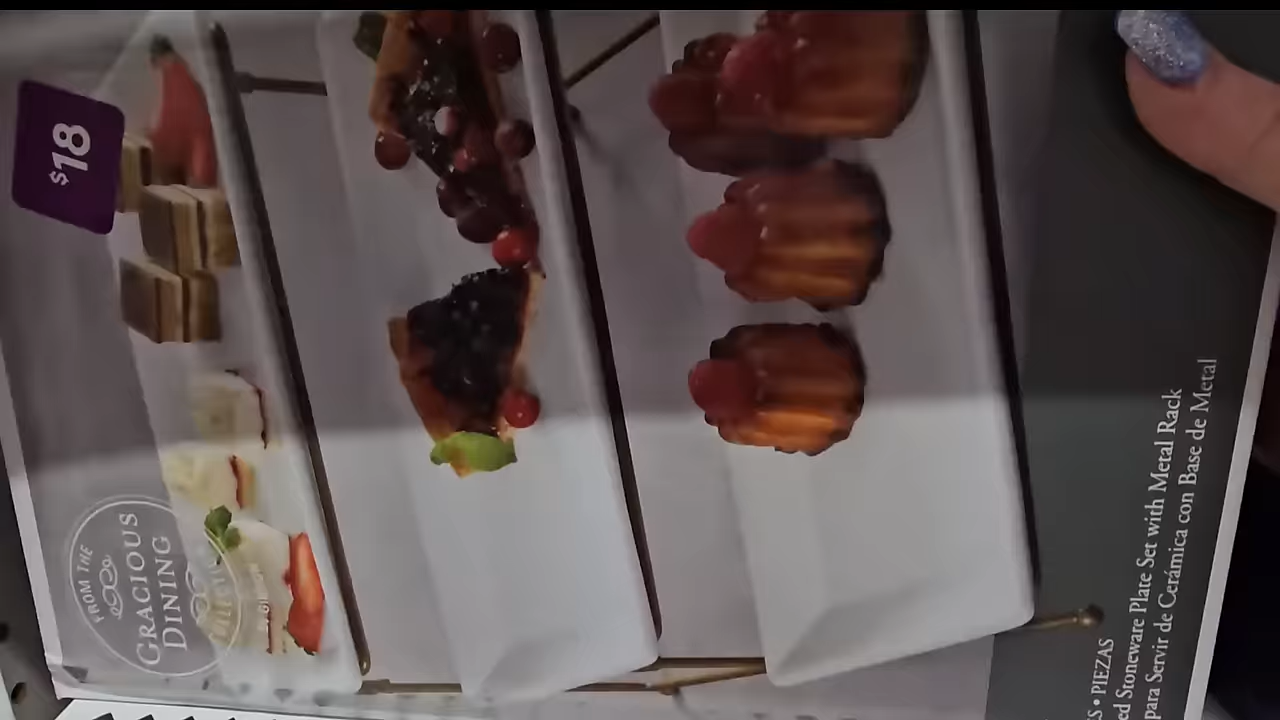 $18
FROM THE
GRACIOUS
DINING
• PIEZAS
Stoneware Plate Set with Metal Rack
para Servir de Cerámica con Base de Metal